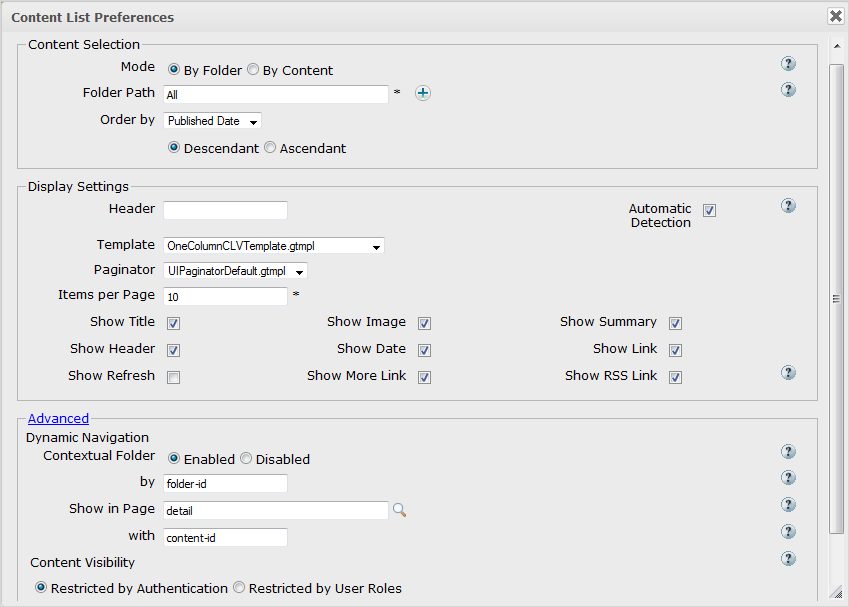 Content List Preferences
Content Selection
Mode By Folder By Content ?
Folder Path All * ?
Order by Published Date
Descendant Ascendant
Display Settings
Header Automatic Detection ?
Template OneColumnCLVTemplate.gtmpl
Paginator UIPaginatorDefault.gtmpl
Items per Page 10 *
Show Title Show Image Show Summary
Show Header Show Date Show Link
Show Refresh Show More Link Show RSS Link ?
Advanced
Dynamic Navigation
Contextual Folder Enabled Disabled ?
by folder-id ?
Show in Page detail ?
with content-id ?
Content Visibility ?
Restricted by Authentication Restricted by User Roles